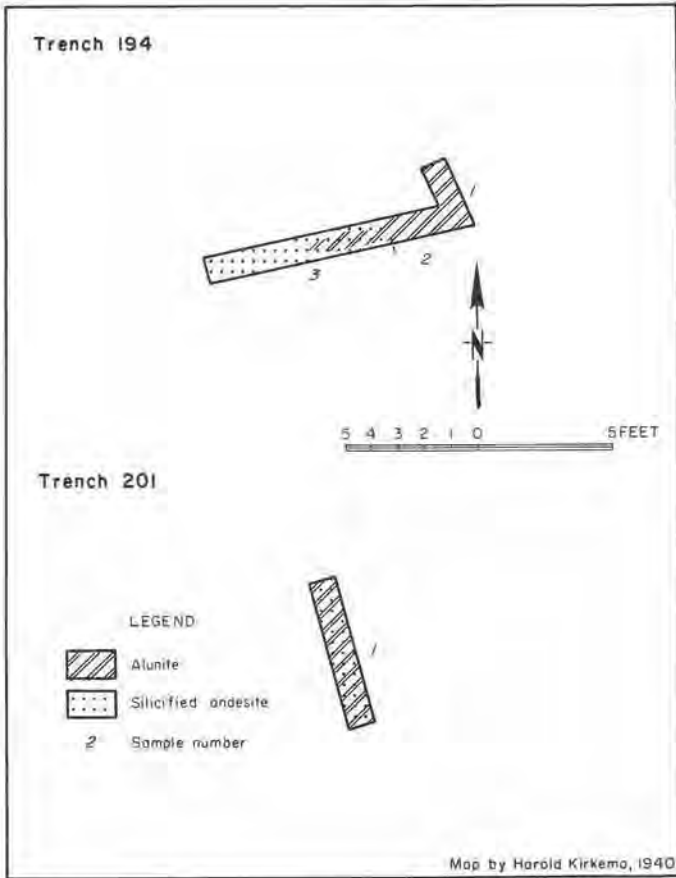 Trench 194
1
2
3
N
5 4 3 2 1 0 5 FEET
Trench 201
1
LEGEND
Alunite
Silicified andesite
2 Sample number
Map by Harold Kirkemo, 1940